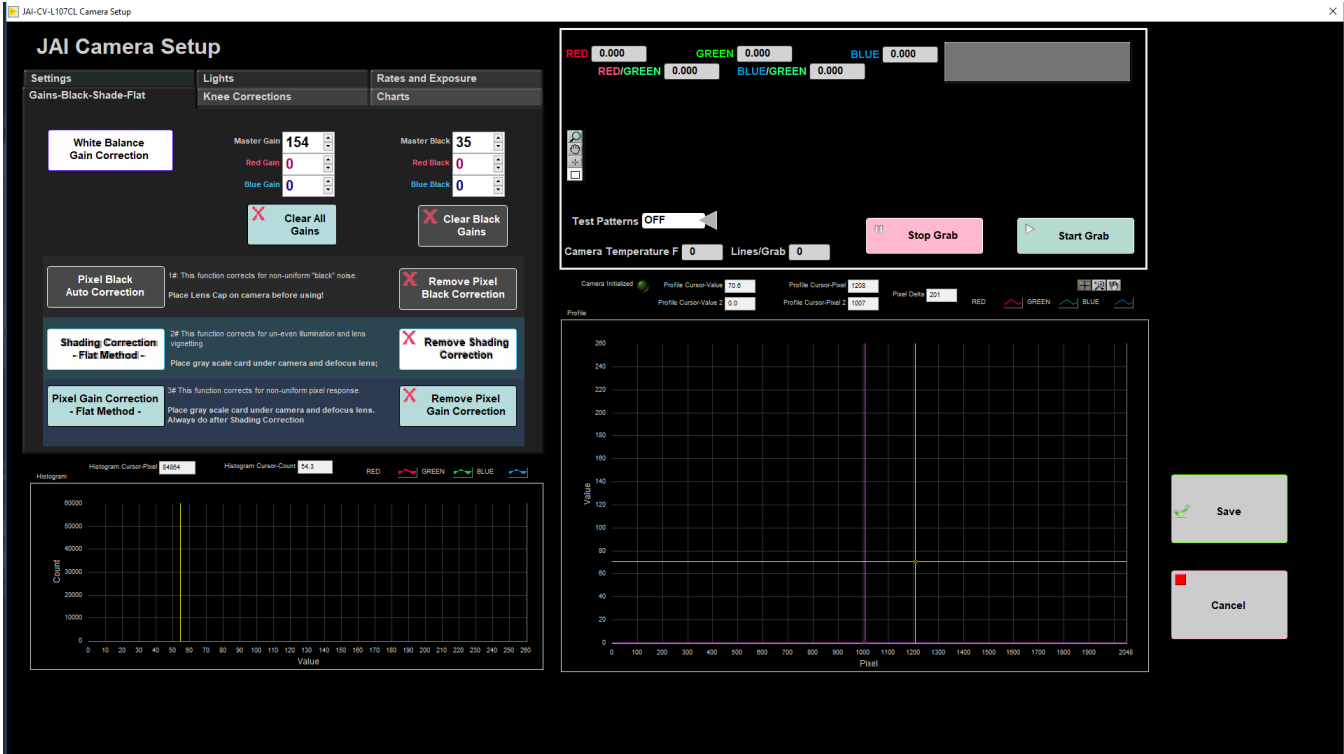 JAI-CV-L107CL Camera Setup
JAI Camera Setup
Settings
Lights
Rates and Exposure
Gains-Black-Shade-Flat
Knee Corrections
Charts
White Balance
Gain Correction
Master Gain 154
Red Gain 0
Blue Gain 0
Master Black 35
Red Black 0
Blue Black 0
Clear All
Gains
Clear Black
Gains
Pixel Black
Auto Correction
1#: This function corrects for non-uniform "black" noise.
Place Lens Cap on camera before using!
Remove Pixel
Black Correction
Shading Correction
- Flat Method -
2# This function corrects for un-even illumination and lens
vignetting.
Place gray scale card under camera and defocus lens;
Remove Shading
Correction
Pixel Gain Correction
- Flat Method -
3# This function corrects for non-uniform pixel response.
Place gray scale card under camera and defocus lens.
Always do after Shading Correction
Remove Pixel
Gain Correction
Histogram Cursor-Pixel 84864
Histogram Cursor-Count 54.3
RED GREEN BLUE
Histogram
60000
50000
40000
30000
20000
10000
0
Count
0 10 20 30 40 50 60 70 80 90 100 110 120 130 140 150 160 170 180 190 200 210 220 230 240 250 260
Value
RED 0.000 GREEN 0.000 BLUE 0.000
RED/GREEN 0.000 BLUE/GREEN 0.000
Test Patterns OFF
Stop Grab
Start Grab
Camera Temperature F 0 Lines/Grab 0
Camera Initialized
Profile Cursor-Value 70.6
Profile Cursor-Pixel 1208
Profile Cursor-Value 2 0.0
Profile Cursor-Pixel 2 1007
Pixel Delta 201
RED GREEN BLUE
Profile
260
240
220
200
180
160
140
120
100
80
60
40
20
0
Value
0 100 200 300 400 500 600 700 800 900 1000 1100 1200 1300 1400 1500 1600 1700 1800 1900 2048
Pixel
Save
Cancel